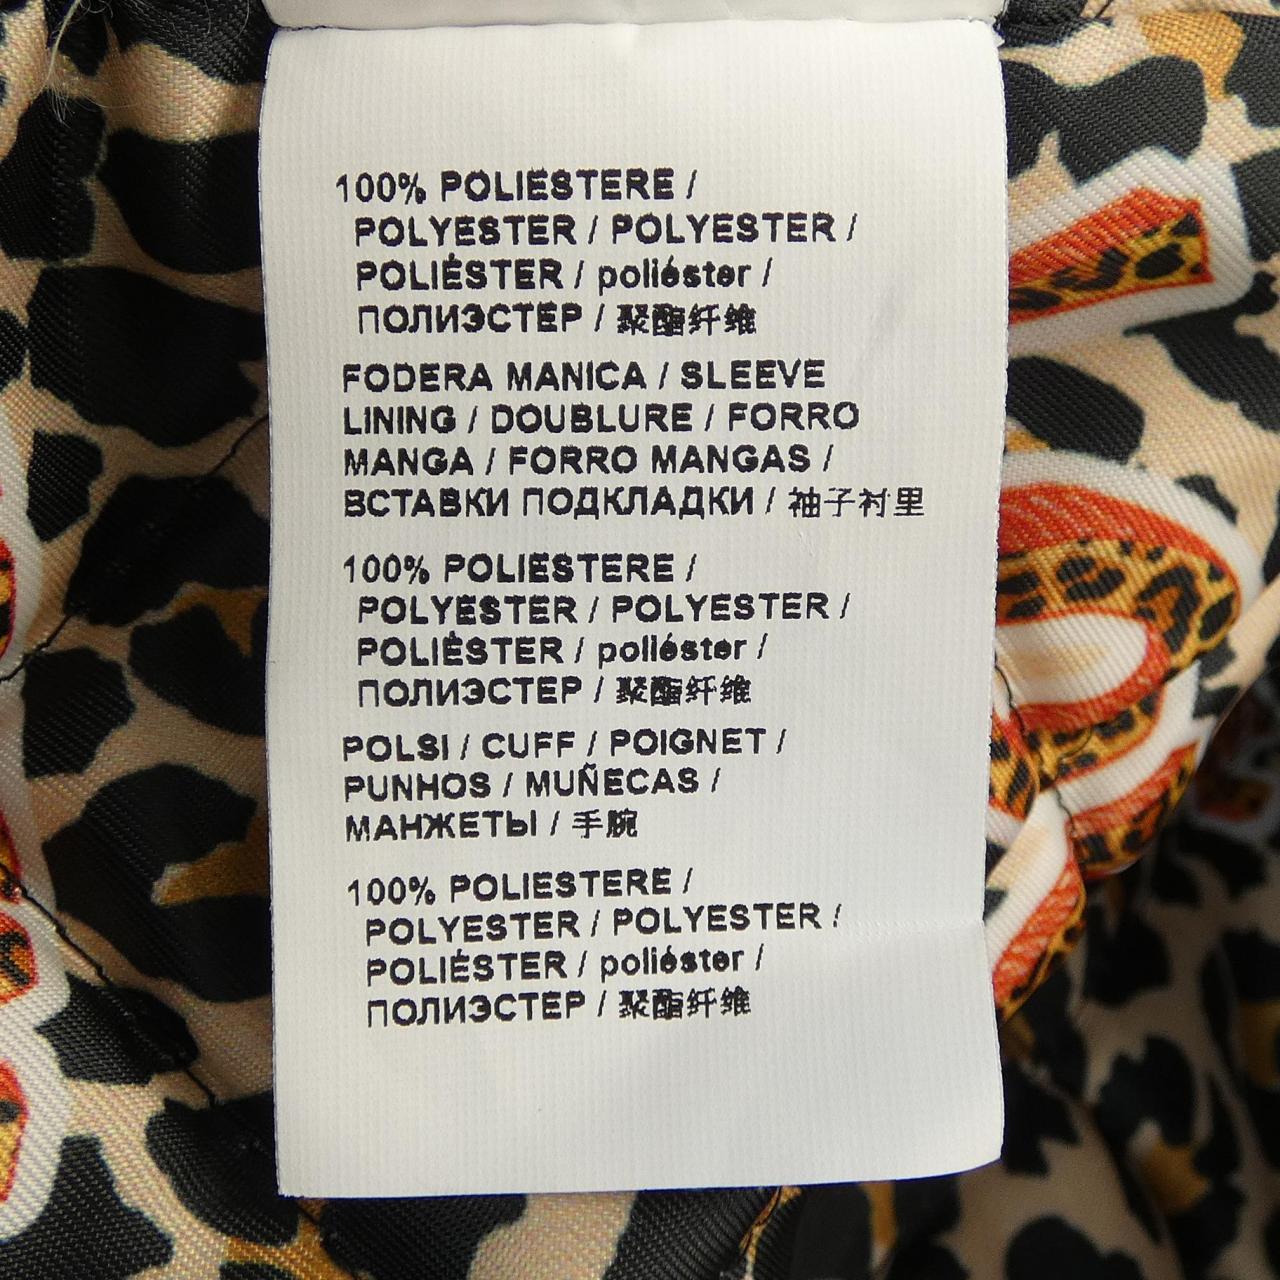 100% POLIESTERE /
POLYESTER / POLYESTER /
POLIÉSTER / poliéster /
ПОЛИЭСТЕР / 聚酯纤维
FODERA MANICA / SLEEVE
LINING / DOUBLURE / FORRO
MANGA / FORRO MANGAS /
ВСТАВКИ ПОДКЛАДКИ / 袖子衬里
100% POLIESTERE /
POLYESTER / POLYESTER /
POLIÉSTER / poliéster /
ПОЛИЭСТЕР / 聚酯纤维
POLSI / CUFF / POIGNET /
PUNHOS / MUÑECAS /
МАНЖЕТЫ / 手腕
100% POLIESTERE /
POLYESTER / POLYESTER /
POLIÉSTER / poliéster /
ПОЛИЭСТЕР / 聚酯纤维